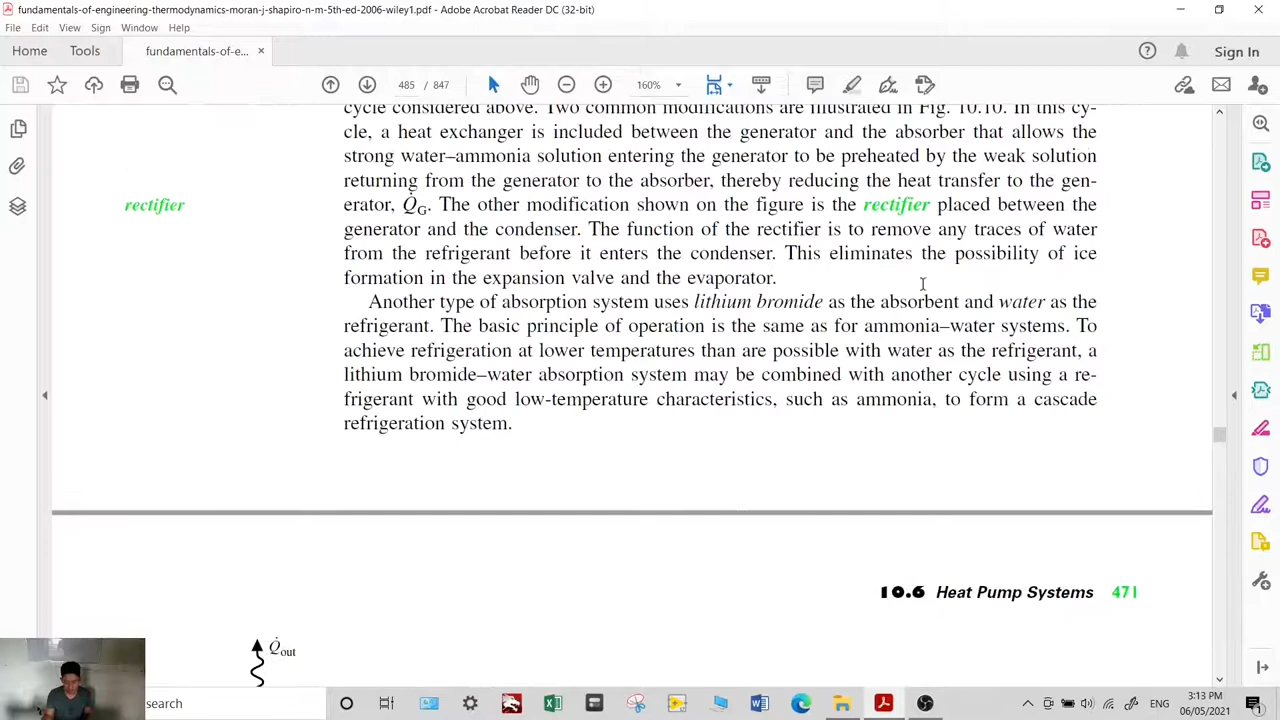 fundamentals-of-engineering-thermodynamics-moran-j-shapiro-n-m-5th-ed-2006-wiley1.pdf - Adobe Acrobat Reader DC (32-bit)
File Edit View Sign Window Help
Home Tools fundamentals-of-e... × Sign In
485 / 847 160%
cycle considered above. Two common modifications are illustrated in Fig. 10.10. In this cy-
cle, a heat exchanger is included between the generator and the absorber that allows the
strong water–ammonia solution entering the generator to be preheated by the weak solution
returning from the generator to the absorber, thereby reducing the heat transfer to the gen-
rectifier erator, Q̇G. The other modification shown on the figure is the rectifier placed between the
generator and the condenser. The function of the rectifier is to remove any traces of water
from the refrigerant before it enters the condenser. This eliminates the possibility of ice
formation in the expansion valve and the evaporator.
Another type of absorption system uses lithium bromide as the absorbent and water as the
refrigerant. The basic principle of operation is the same as for ammonia–water systems. To
achieve refrigeration at lower temperatures than are possible with water as the refrigerant, a
lithium bromide–water absorption system may be combined with another cycle using a re-
frigerant with good low-temperature characteristics, such as ammonia, to form a cascade
refrigeration system.
10.6 Heat Pump Systems 471
Q̇out
search
ENG
3:13 PM
06/05/2021